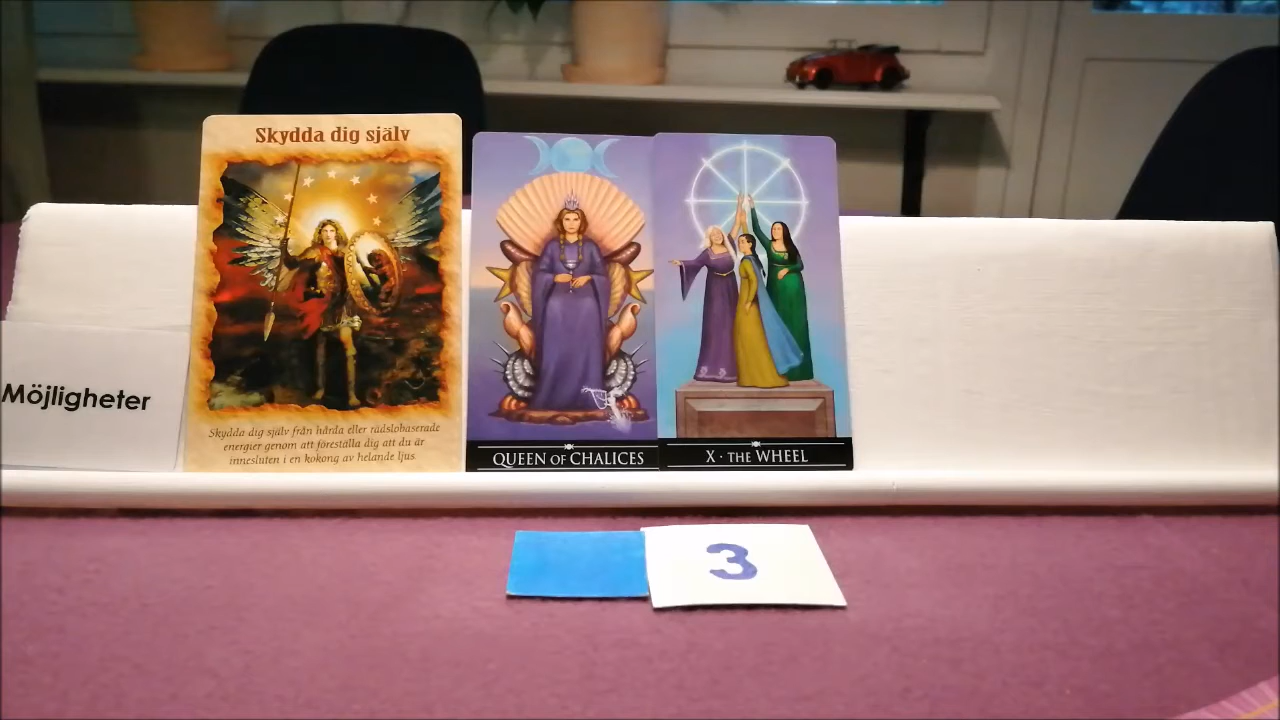 Skydda dig själv
Möjligheter
Skydda dig själv från hårda eller rädslobaserade
energier genom att föreställa dig att du är
innesluten i en kokong av helande ljus.
QUEEN OF CHALICES
X · THE WHEEL
3